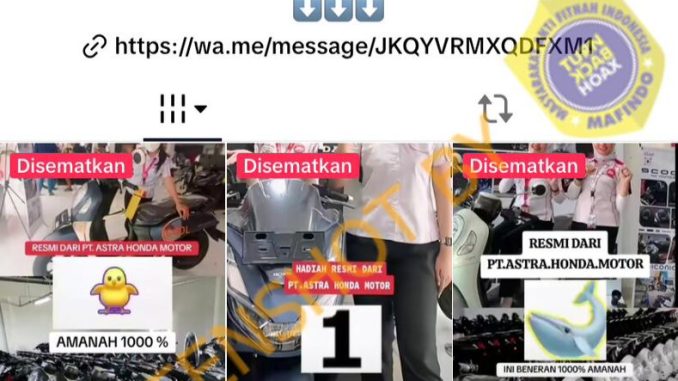 https://wa.me/message/JKQYVRMXQDFXM1
MASYARAKAT ANTI FITNAH INDONESIA
TURN
BACK
HOAX
MAFINDO
Disematkan
Disematkan
Disematkan
RESMI DARI PT. ASTRA HONDA MOTOR
AMANAH 1000 %
HADIAH RESMI DARI
PT.ASTRA HONDA MOTOR
1
RESMI DARI
PT.ASTRA.HONDA.MOTOR
INI BENERAN 1000% AMANAH